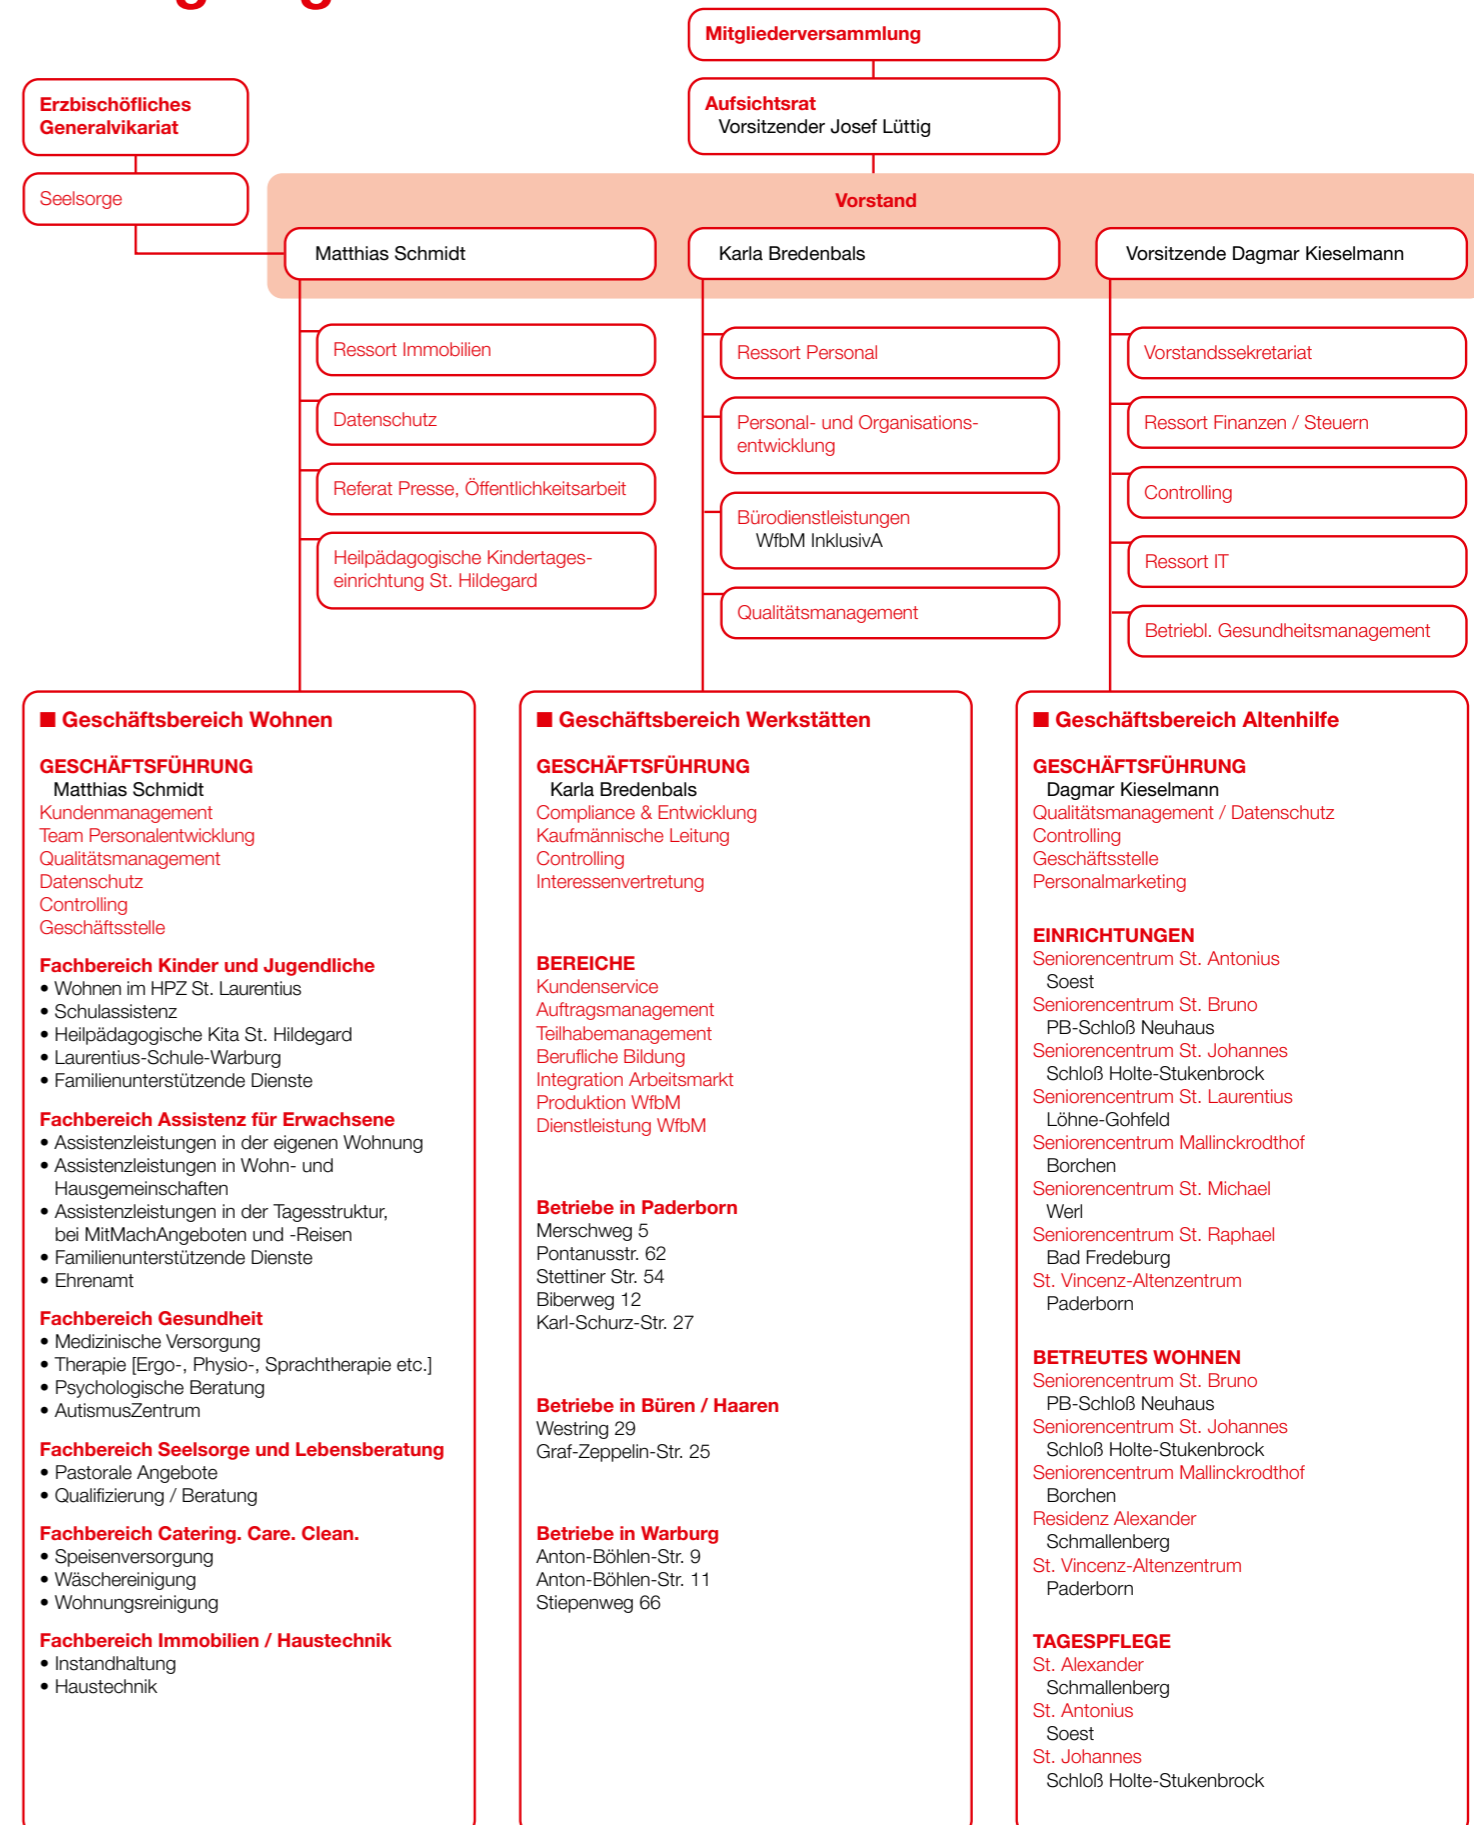 Mitgliederversammlung
Aufsichtsrat
Vorsitzender Josef Lüttig
Erzbischöfliches
Generalvikariat
Seelsorge
Vorstand
Matthias Schmidt
Karla Bredenbals
Vorsitzende Dagmar Kieselmann
Ressort Immobilien
Datenschutz
Referat Presse, Öffentlichkeitsarbeit
Heilpädagogische Kindertages-
einrichtung St. Hildegard
Ressort Personal
Personal- und Organisations-
entwicklung
Bürodienstleistungen
WfbM InklusivA
Qualitätsmanagement
Vorstandssekretariat
Ressort Finanzen / Steuern
Controlling
Ressort IT
Betriebl. Gesundheitsmanagement
■ Geschäftsbereich Wohnen
GESCHÄFTSFÜHRUNG
Matthias Schmidt
Kundenmanagement
Team Personalentwicklung
Qualitätsmanagement
Datenschutz
Controlling
Geschäftsstelle
Fachbereich Kinder und Jugendliche
• Wohnen im HPZ St. Laurentius
• Schulassistenz
• Heilpädagogische Kita St. Hildegard
• Laurentius-Schule-Warburg
• Familienunterstützende Dienste
Fachbereich Assistenz für Erwachsene
• Assistenzleistungen in der eigenen Wohnung
• Assistenzleistungen in Wohn- und
Hausgemeinschaften
• Assistenzleistungen in der Tagesstruktur,
bei MitMachAngeboten und -Reisen
• Familienunterstützende Dienste
• Ehrenamt
Fachbereich Gesundheit
• Medizinische Versorgung
• Therapie [Ergo-, Physio-, Sprachtherapie etc.]
• Psychologische Beratung
• AutismusZentrum
Fachbereich Seelsorge und Lebensberatung
• Pastorale Angebote
• Qualifizierung / Beratung
Fachbereich Catering. Care. Clean.
• Speisenversorgung
• Wäschereinigung
• Wohnungsreinigung
Fachbereich Immobilien / Haustechnik
• Instandhaltung
• Haustechnik
■ Geschäftsbereich Werkstätten
GESCHÄFTSFÜHRUNG
Karla Bredenbals
Compliance & Entwicklung
Kaufmännische Leitung
Controlling
Interessenvertretung
BEREICHE
Kundenservice
Auftragsmanagement
Teilhabemanagement
Berufliche Bildung
Integration Arbeitsmarkt
Produktion WfbM
Dienstleistung WfbM
Betriebe in Paderborn
Merschweg 5
Pontanusstr. 62
Stettiner Str. 54
Biberweg 12
Karl-Schurz-Str. 27
Betriebe in Büren / Haaren
Westring 29
Graf-Zeppelin-Str. 25
Betriebe in Warburg
Anton-Böhlen-Str. 9
Anton-Böhlen-Str. 11
Stiepenweg 66
■ Geschäftsbereich Altenhilfe
GESCHÄFTSFÜHRUNG
Dagmar Kieselmann
Qualitätsmanagement / Datenschutz
Controlling
Geschäftsstelle
Personalmarketing
EINRICHTUNGEN
Seniorencentrum St. Antonius
Soest
Seniorencentrum St. Bruno
PB-Schloß Neuhaus
Seniorencentrum St. Johannes
Schloß Holte-Stukenbrock
Seniorencentrum St. Laurentius
Löhne-Gohfeld
Seniorencentrum Mallinckrodthof
Borchen
Seniorencentrum St. Michael
Werl
Seniorencentrum St. Raphael
Bad Fredeburg
St. Vincenz-Altenzentrum
Paderborn
BETREUTES WOHNEN
Seniorencentrum St. Bruno
PB-Schloß Neuhaus
Seniorencentrum St. Johannes
Schloß Holte-Stukenbrock
Seniorencentrum Mallinckrodthof
Borchen
Residenz Alexander
Schmallenberg
St. Vincenz-Altenzentrum
Paderborn
TAGESPFLEGE
St. Alexander
Schmallenberg
St. Antonius
Soest
St. Johannes
Schloß Holte-Stukenbrock